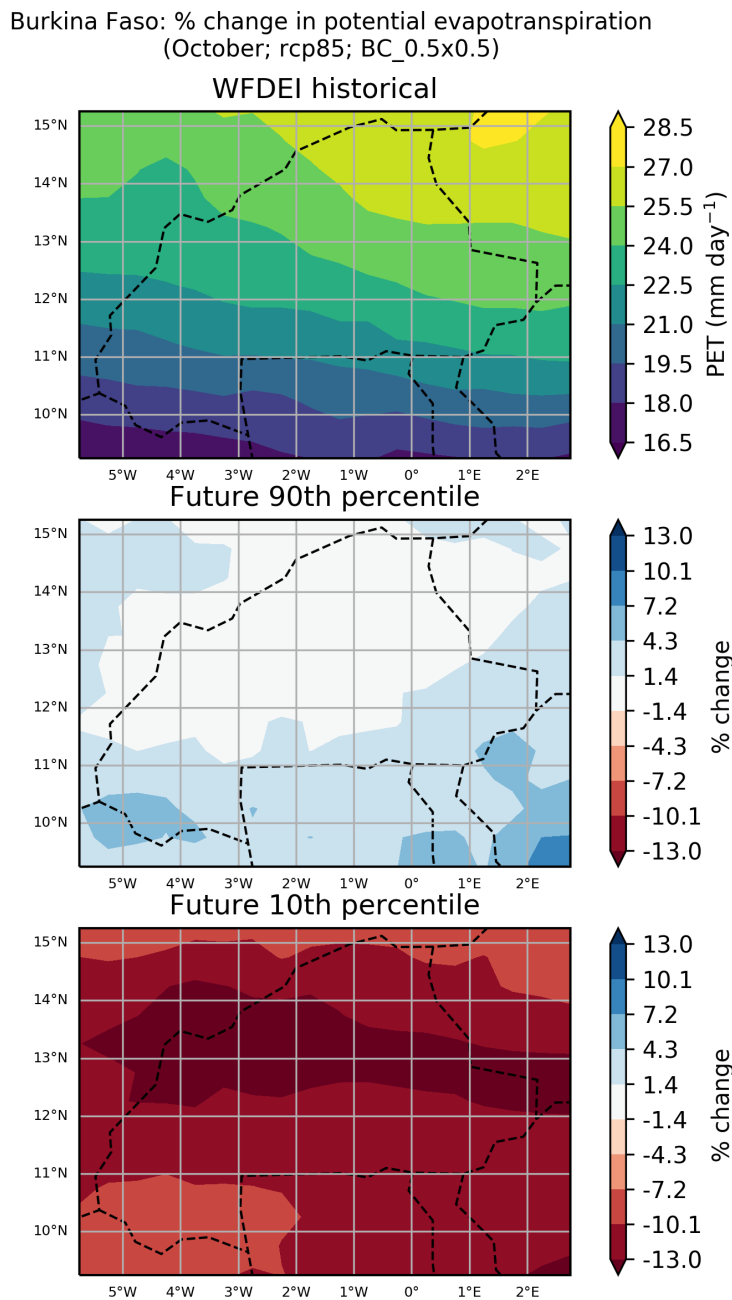 Burkina Faso: % change in potential evapotranspiration
(October; rcp85; BC_0.5x0.5)
WFDEI historical
15°N
14°N
13°N
12°N
11°N
10°N
5°W 4°W 3°W 2°W 1°W 0° 1°E 2°E
28.5
27.0
25.5
24.0
22.5
21.0
19.5
18.0
16.5
PET (mm day⁻¹)
Future 90th percentile
15°N
14°N
13°N
12°N
11°N
10°N
5°W 4°W 3°W 2°W 1°W 0° 1°E 2°E
13.0
10.1
7.2
4.3
1.4
-1.4
-4.3
-7.2
-10.1
-13.0
% change
Future 10th percentile
15°N
14°N
13°N
12°N
11°N
10°N
5°W 4°W 3°W 2°W 1°W 0° 1°E 2°E
13.0
10.1
7.2
4.3
1.4
-1.4
-4.3
-7.2
-10.1
-13.0
% change